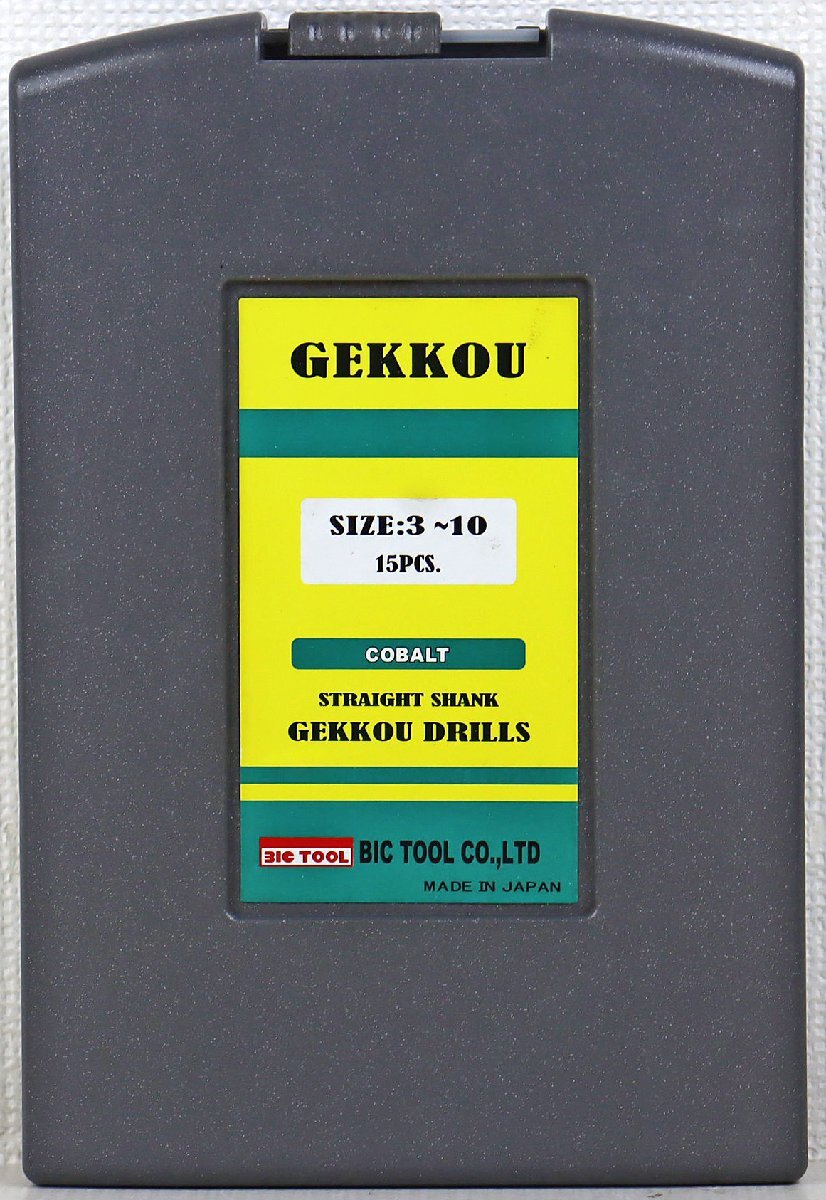 GEKKOU
SIZE:3 ~10
15PCS.
COBALT
STRAIGHT SHANK
GEKKOU DRILLS
BIC TOOL BIC TOOL CO.,LTD
MADE IN JAPAN